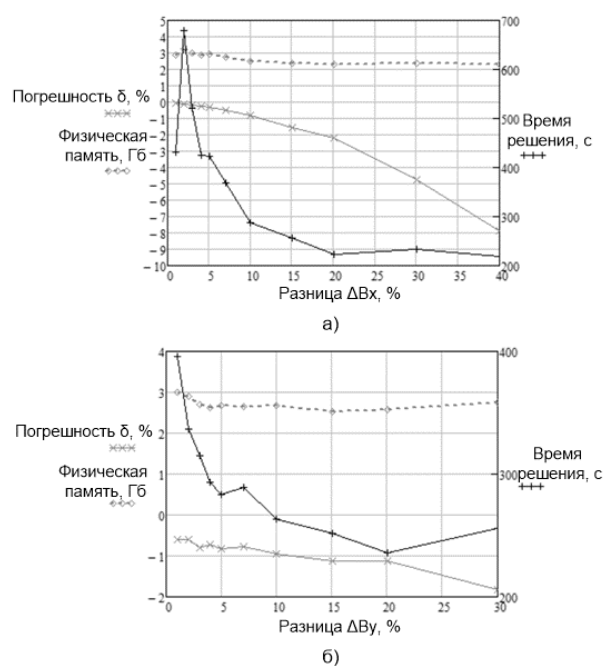 5
4
3
2
1
0
−1
−2
−3
−4
−5
−6
−7
−8
−9
−10
700
600
500
400
300
200
Погрешность δ, %
Физическая
память, Гб
Время
решения, с
0 5 10 15 20 25 30 35 40
Разница ΔBx, %
а)
4
3
2
1
0
−1
−2
400
300
200
Погрешность δ, %
Физическая
память, Гб
Время
решения, с
0 5 10 15 20 25 30
Разница ΔBy, %
б)